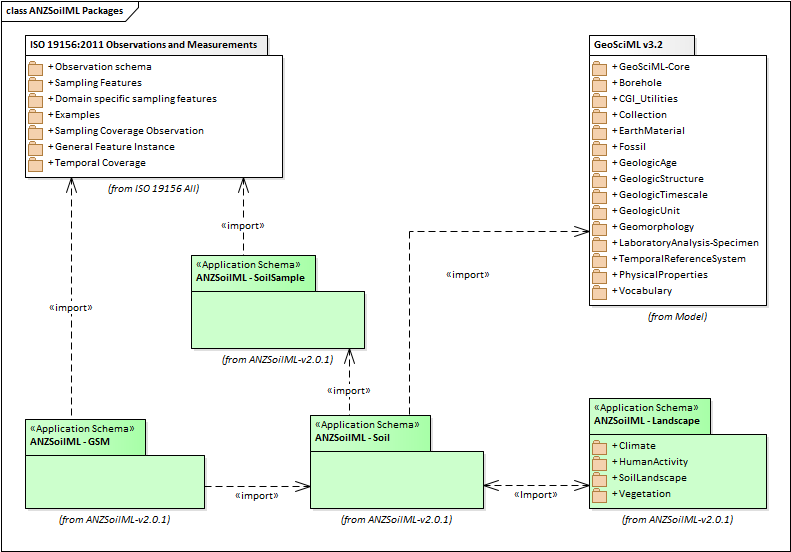 class ANZSoilML Packages
ISO 19156:2011 Observations and Measurements
+ Observation schema
+ Sampling Features
+ Domain specific sampling features
+ Examples
+ Sampling Coverage Observation
+ General Feature Instance
+ Temporal Coverage
(from ISO 19156 All)
GeoSciML v3.2
+ GeoSciML-Core
+ Borehole
+ CGI_Utilities
+ Collection
+ EarthMaterial
+ Fossil
+ GeologicAge
+ GeologicStructure
+ GeologicTimescale
+ GeologicUnit
+ Geomorphology
+ LaboratoryAnalysis-Specimen
+ TemporalReferenceSystem
+ PhysicalProperties
+ Vocabulary
(from Model)
«import»
«Application Schema»
ANZSoilML - SoilSample
(from ANZSoilML-v2.0.1)
«import»
«import»
«import»
«Application Schema»
ANZSoilML - GSM
(from ANZSoilML-v2.0.1)
«import»
«Application Schema»
ANZSoilML - Soil
(from ANZSoilML-v2.0.1)
«Import»
«Application Schema»
ANZSoilML - Landscape
+ Climate
+ HumanActivity
+ SoilLandscape
+ Vegetation
(from ANZSoilML-v2.0.1)